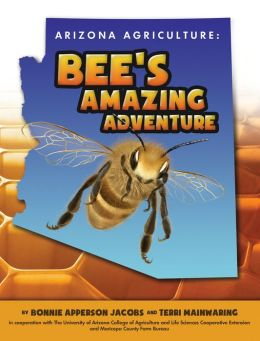 ARIZONA AGRICULTURE:
BEE'S
AMAZING
ADVENTURE
BY BONNIE APPERSON JACOBS AND TERRI MAINWARING
In cooperation with The University of Arizona College of Agriculture and Life Sciences Cooperative Extension
and Maricopa County Farm Bureau